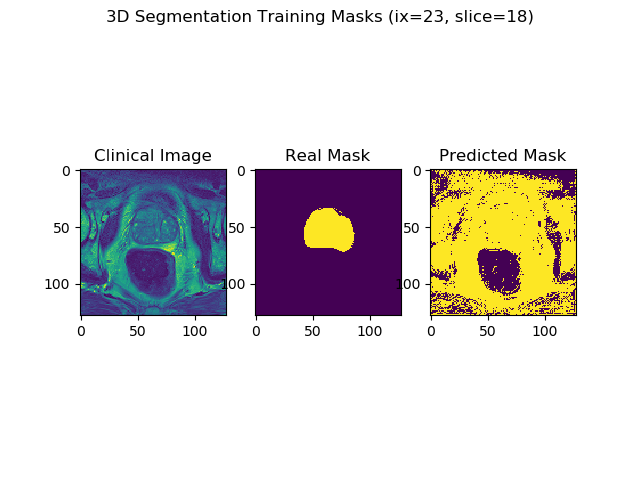 3D Segmentation Training Masks (ix=23, slice=18)
Clinical Image Real Mask Predicted Mask
0 0 0
50 50 50
100 100 100
0 50 100 0 50 100 0 50 100